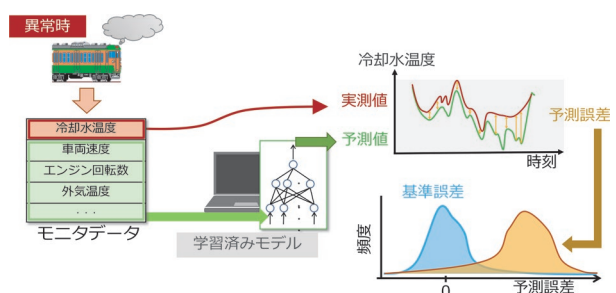 異常時
冷却水温度
車両速度
エンジン回転数
外気温度
...
モニタデータ
学習済みモデル
冷却水温度
実測値
予測値
時刻
予測誤差
基準誤差
頻度
0
予測誤差